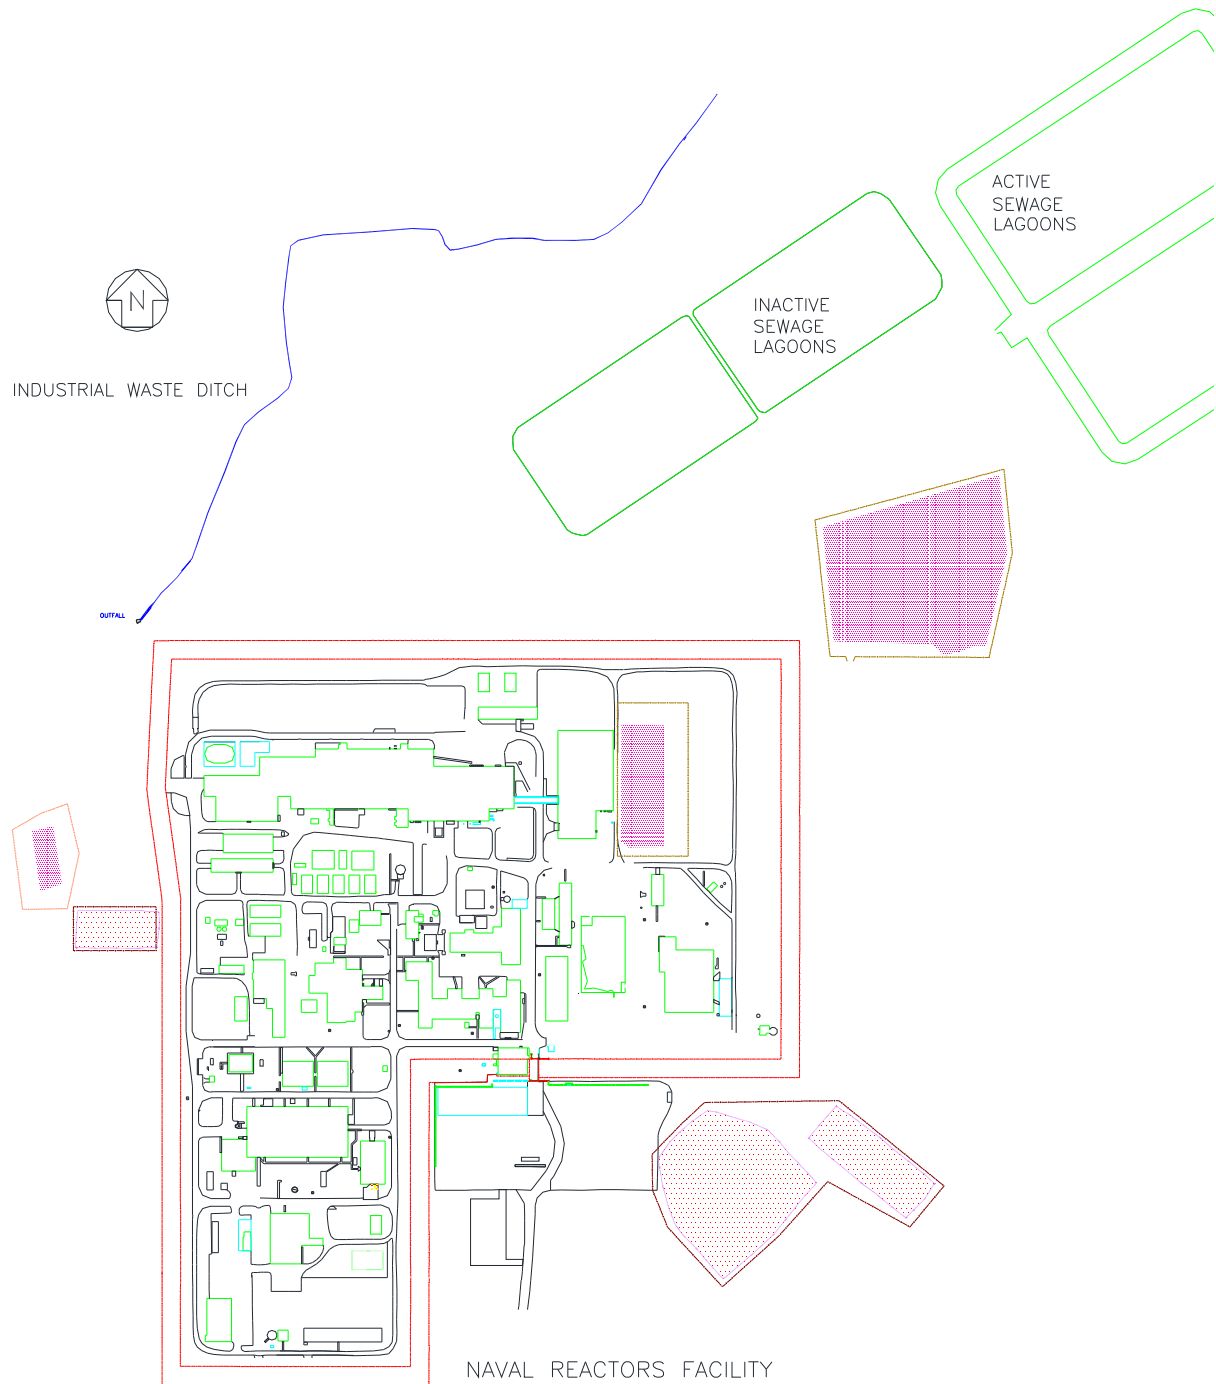 ACTIVE
SEWAGE
LAGOONS
INACTIVE
SEWAGE
LAGOONS
N
INDUSTRIAL WASTE DITCH
OUTFALL
NAVAL REACTORS FACILITY